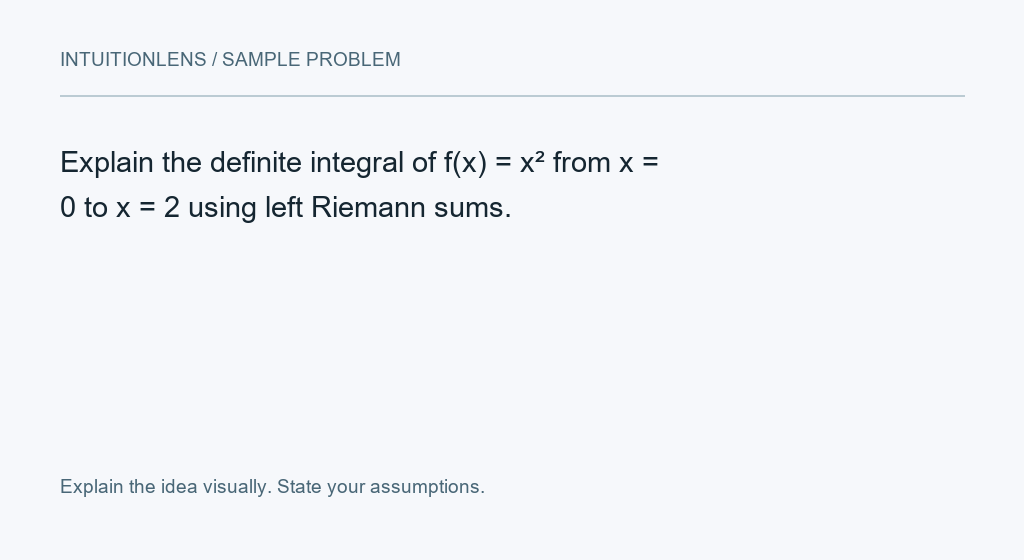 INTUITIONLENS / SAMPLE PROBLEM
Explain the definite integral of f(x) = x² from x =
0 to x = 2 using left Riemann sums.
Explain the idea visually. State your assumptions.